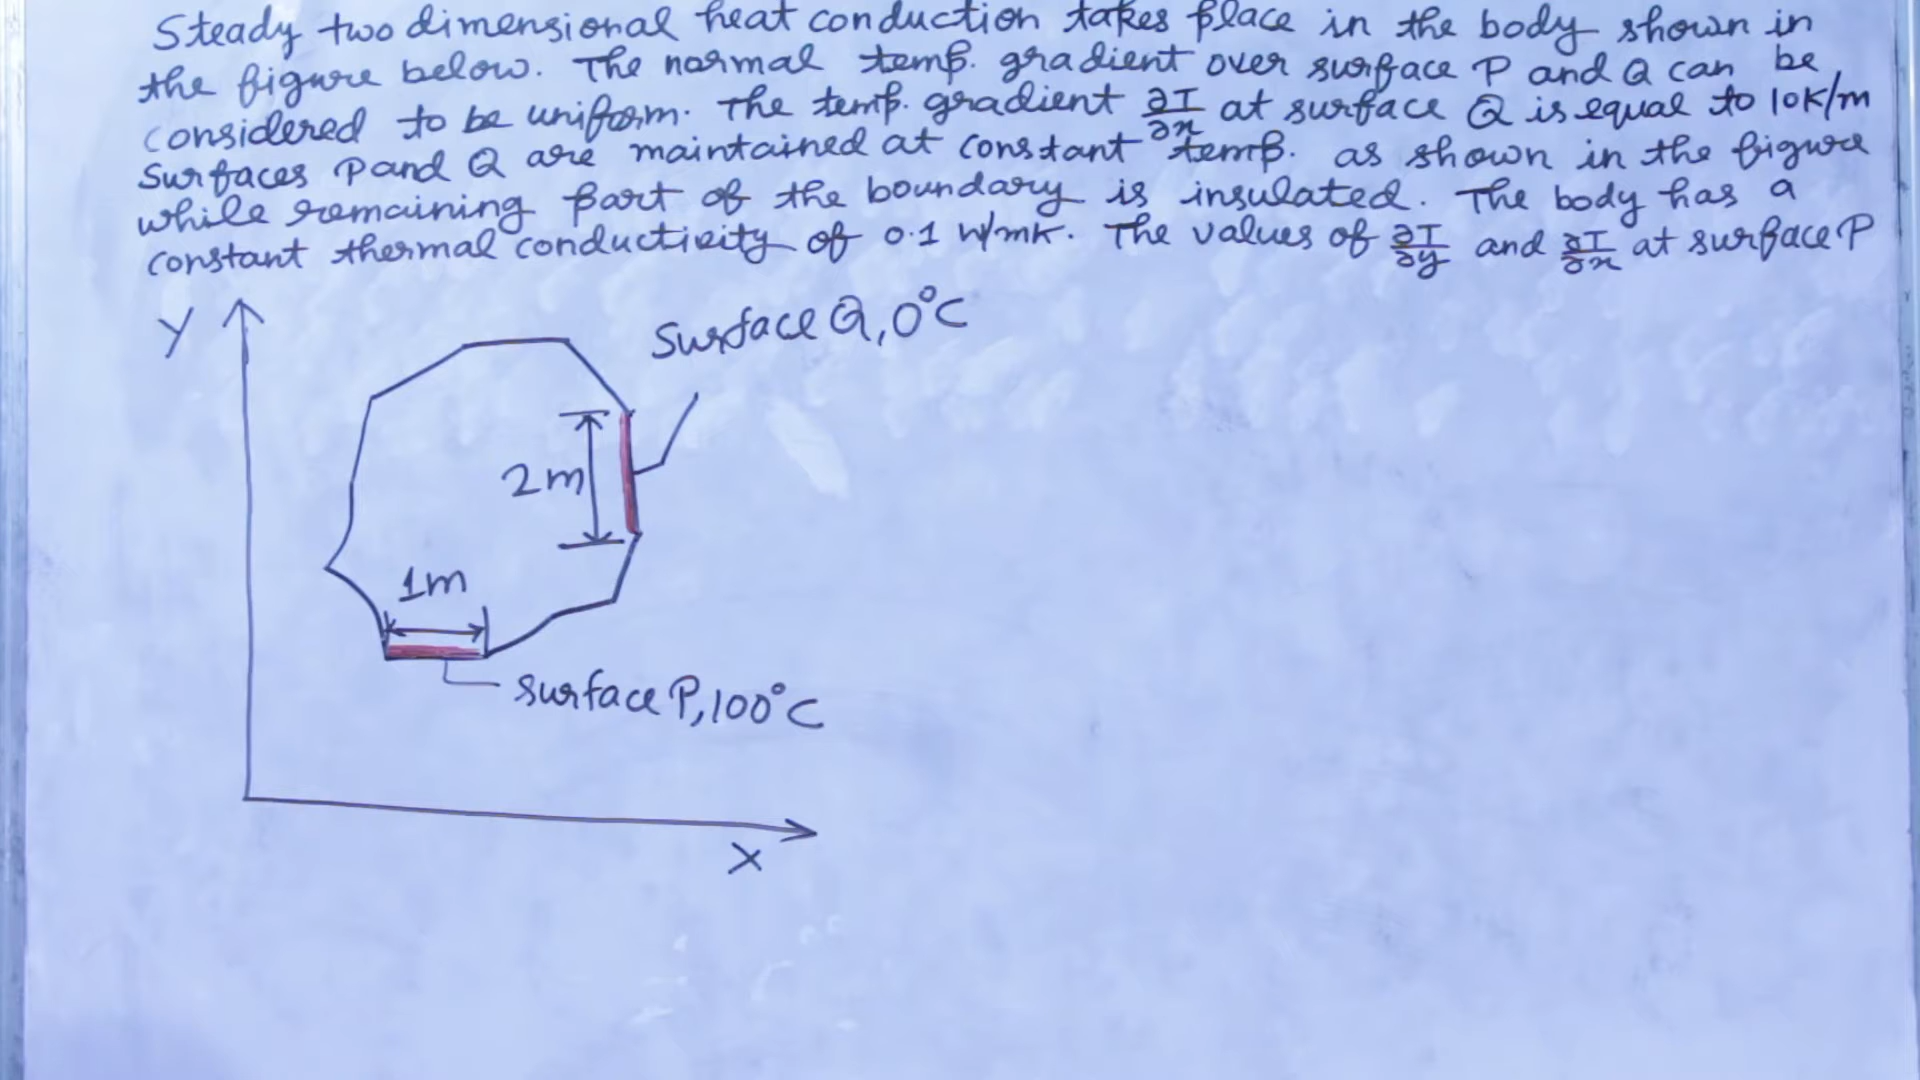 Steady two dimensional heat conduction takes place in the body shown in
the figure below. The normal temp. gradient over surface P and Q can be
considered to be uniform. The temp. gradient ∂T/∂x at surface Q is equal to 10K/m
Surfaces P and Q are maintained at constant temp. as shown in the figure
while remaining part of the boundary is insulated. The body has a
constant thermal conductivity of 0.1 W/mK. The values of ∂T/∂y and ∂T/∂x at surface P
Y
Surface Q, 0°C
2m
1m
surface P, 100°C
X